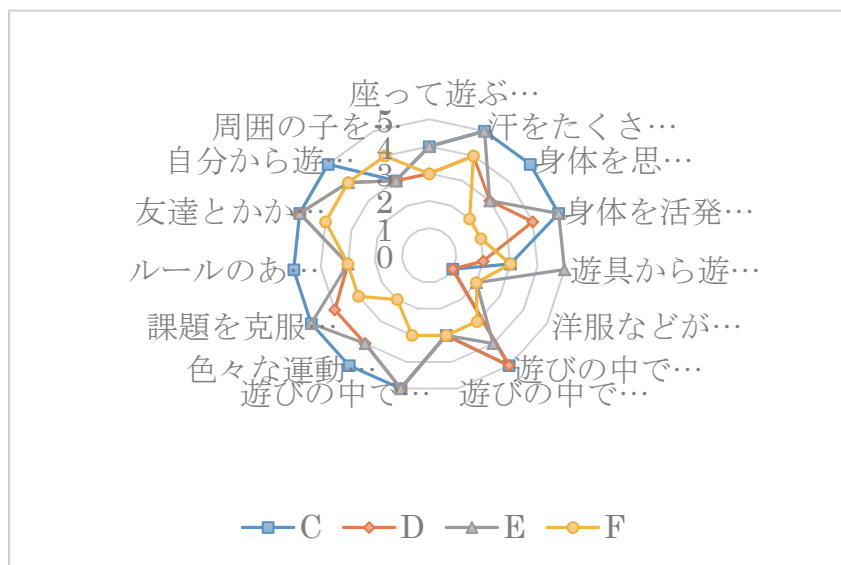 座って遊ぶ…
汗をたくさ…
身体を思…
身体を活発…
遊具から遊…
洋服などが…
遊びの中で…
遊びの中で…
遊びの中で…
色々な運動…
課題を克服…
ルールのあ…
友達とかか…
自分から遊…
周囲の子を…
5
4
3
2
1
0
C D E F